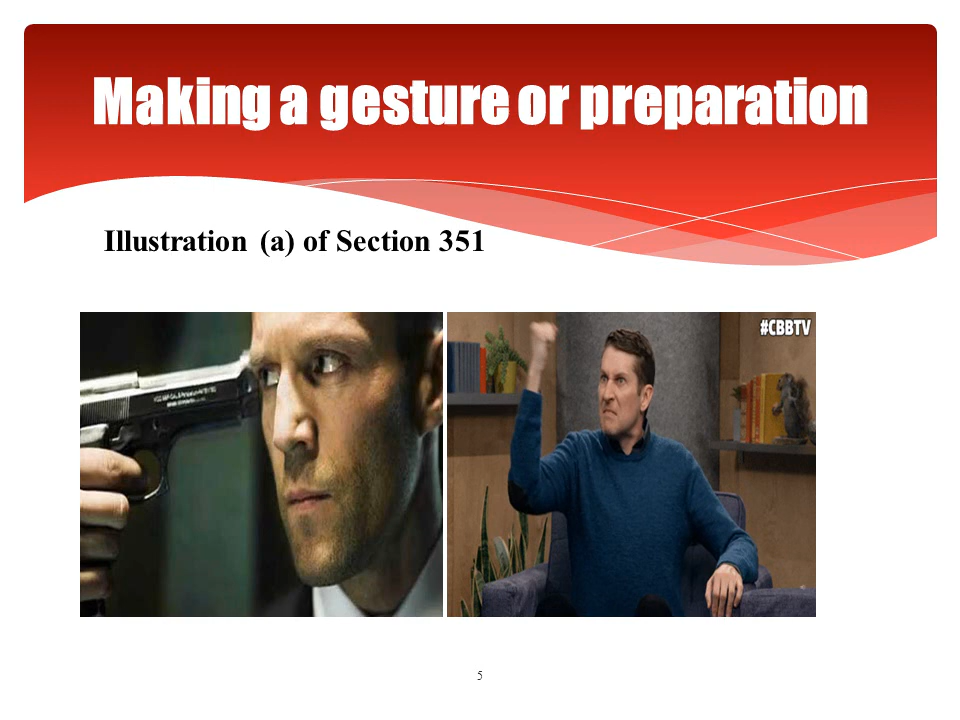 Making a gesture or preparation
Illustration (a) of Section 351
#CBBTV
5